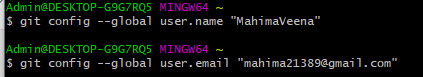 Admin@DESKTOP-G9G7RQ5 MINGW64 ~
$ git config --global user.name "MahimaVeena"
Admin@DESKTOP-G9G7RQ5 MINGW64 ~
$ git config --global user.email "mahima21389@gmail.com"